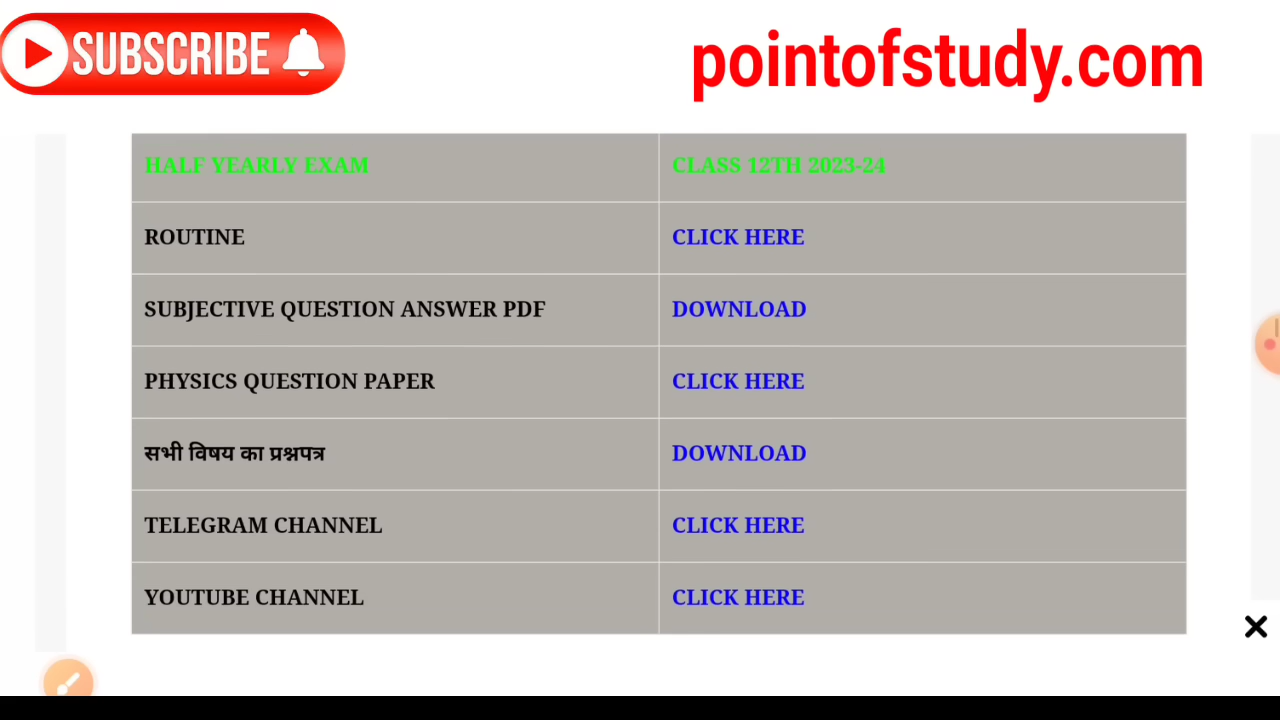 SUBSCRIBE
pointofstudy.com
HALF YEARLY EXAM CLASS 12TH 2023-24
ROUTINE CLICK HERE
SUBJECTIVE QUESTION ANSWER PDF DOWNLOAD
PHYSICS QUESTION PAPER CLICK HERE
सभी विषय का प्रश्नपत्र DOWNLOAD
TELEGRAM CHANNEL CLICK HERE
YOUTUBE CHANNEL CLICK HERE